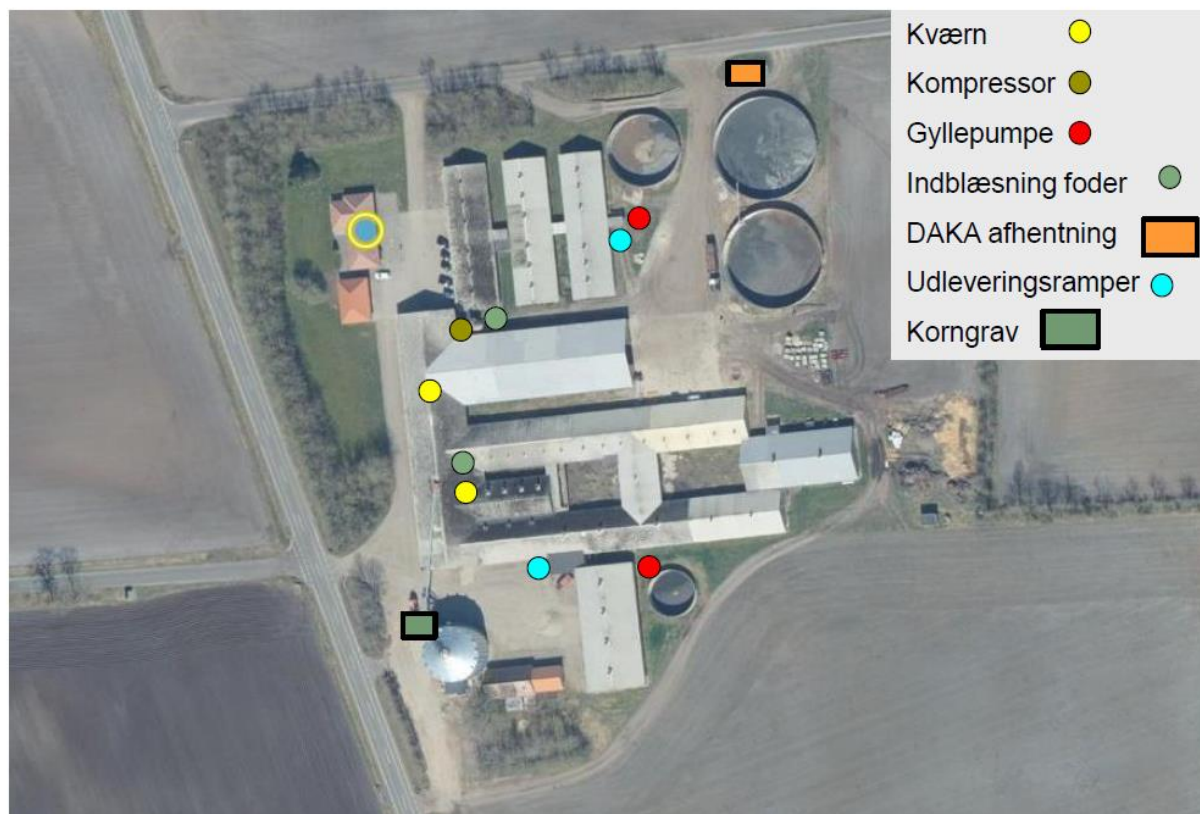 Kværn
Kompressor
Gyllepumpe
Indblæsning foder
DAKA afhentning
Udleveringsramper
Korngrav